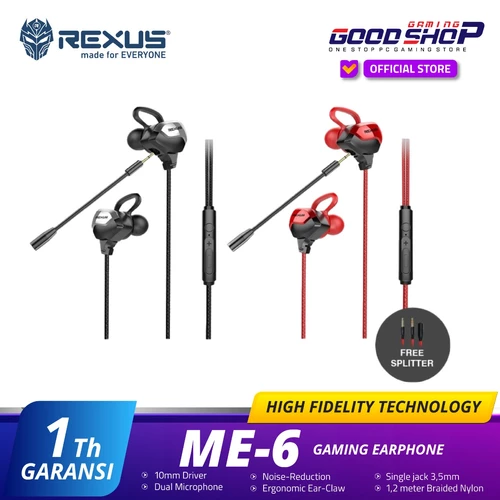 REXUS®
made for EVERYONE
GAMING
GOODSHOP
ONE STOP PC GAMING STORE
OFFICIAL STORE
FREE
SPLITTER
HIGH FIDELITY TECHNOLOGY
1Th
GARANSI
ME-6 GAMING EARPHONE
• 10mm Driver • Noise-Reduction • Single jack 3,5mm
• Dual Microphone • Ergonomic Ear-Claw • 1,2 meter Braided Nylon